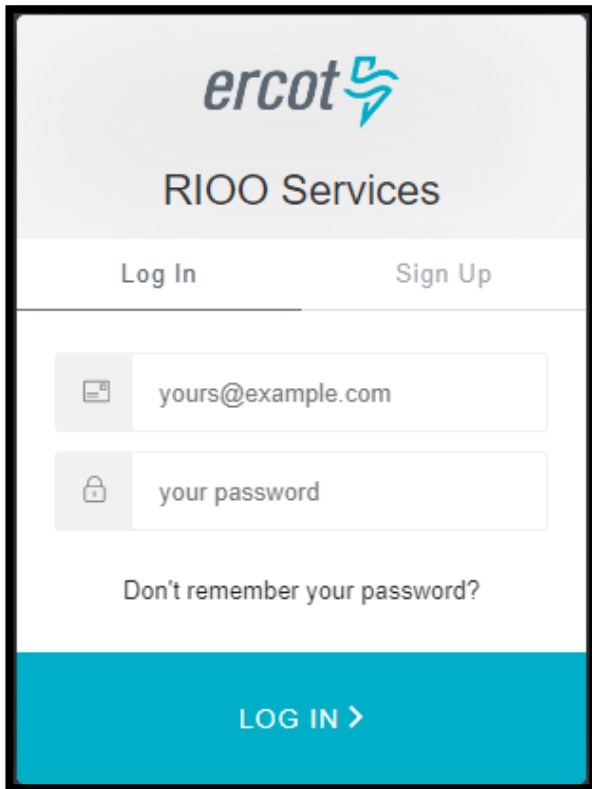 ercot
RIOO Services
Log In Sign Up
yours@example.com
your password
Don't remember your password?
LOG IN